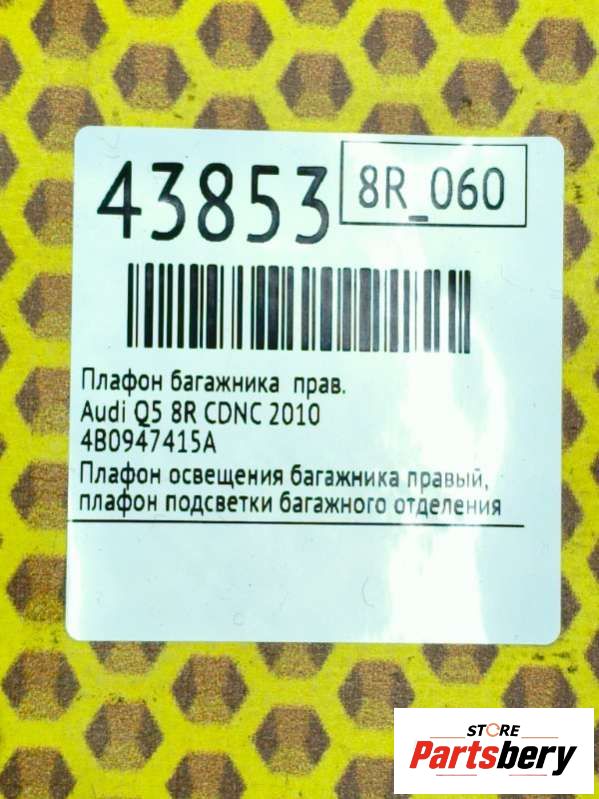 43853
8R_060
Плафон багажника прав.
Audi Q5 8R CDNC 2010
4B0947415A
Плафон освещения багажника правый,
плафон подсветки багажного отделения
STORE
Partsbery